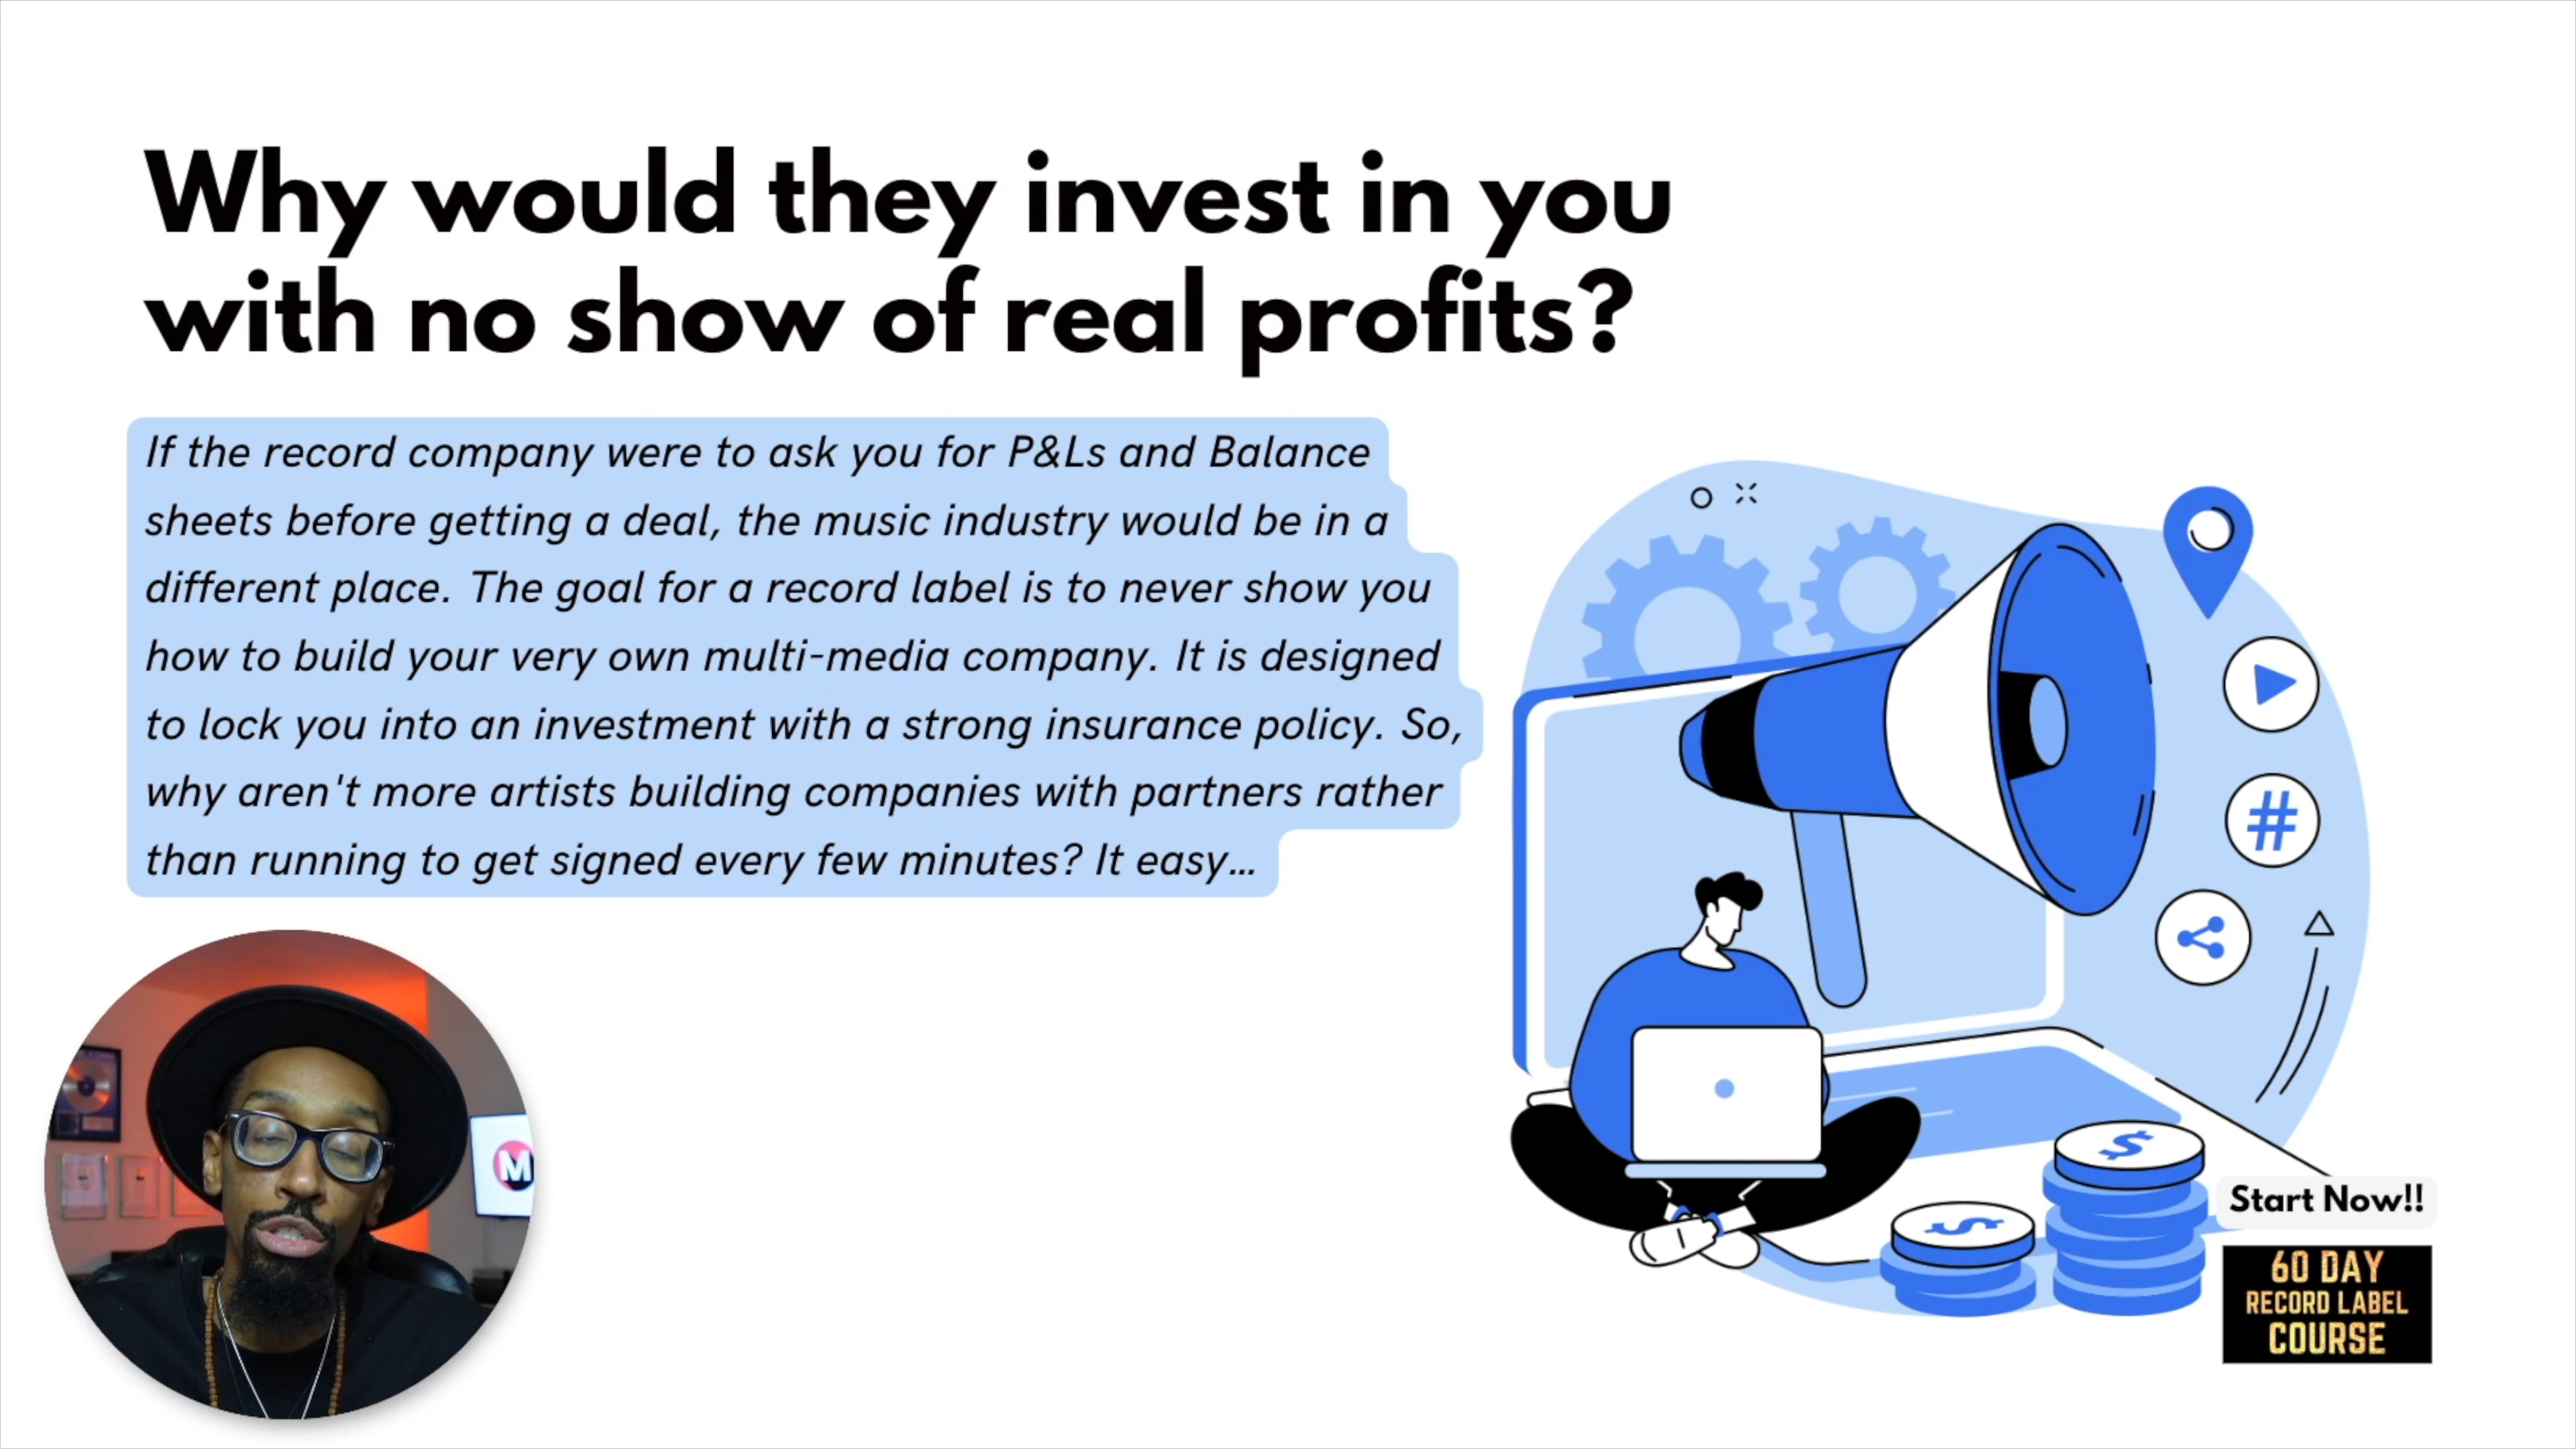 Why would they invest in you
with no show of real profits?
If the record company were to ask you for P&Ls and Balance
sheets before getting a deal, the music industry would be in a
different place. The goal for a record label is to never show you
how to build your very own multi-media company. It is designed
to lock you into an investment with a strong insurance policy. So,
why aren't more artists building companies with partners rather
than running to get signed every few minutes? It easy...
#
M
$
$
Start Now!!
60 DAY
RECORD LABEL
COURSE